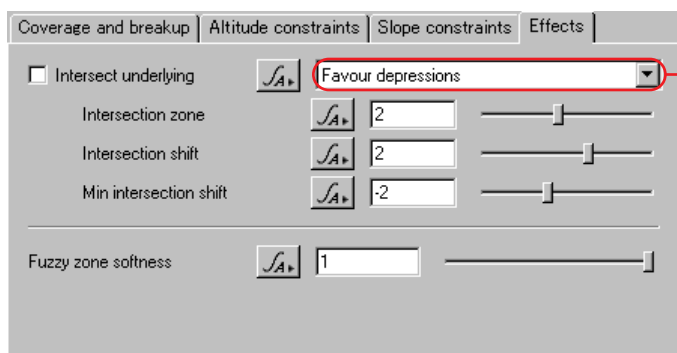 Coverage and breakup Altitude constraints Slope constraints Effects
Intersect underlying Favour depressions
Intersection zone 2
Intersection shift 2
Min intersection shift -2
Fuzzy zone softness 1